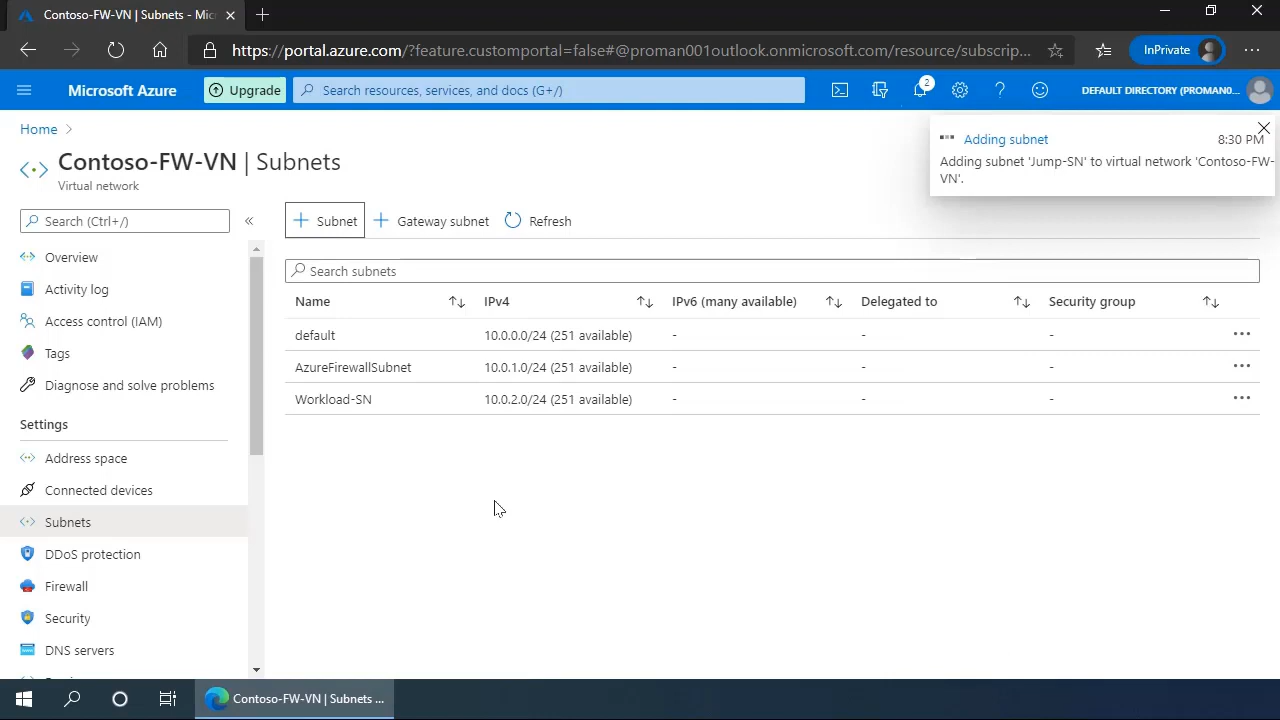 Contoso-FW-VN | Subnets - Mic
https://portal.azure.com/?feature.customportal=false#@proman001outlook.onmicrosoft.com/resource/subscrip...
InPrivate
Microsoft Azure
Upgrade
Search resources, services, and docs (G+/)
2
DEFAULT DIRECTORY (PROMAN0...
Home
Adding subnet
8:30 PM
Adding subnet 'Jump-SN' to virtual network 'Contoso-FW-
VN'.
Contoso-FW-VN | Subnets
Virtual network
Search (Ctrl+/)
«
Overview
Activity log
Access control (IAM)
Tags
Diagnose and solve problems
Settings
Address space
Connected devices
Subnets
DDoS protection
Firewall
Security
DNS servers
+ Subnet
+ Gateway subnet
Refresh
Search subnets
Name IPv4 IPv6 (many available) Delegated to Security group
default 10.0.0.0/24 (251 available) - - -
AzureFirewallSubnet 10.0.1.0/24 (251 available) - - -
Workload-SN 10.0.2.0/24 (251 available) - - -
Contoso-FW-VN | Subnets ...